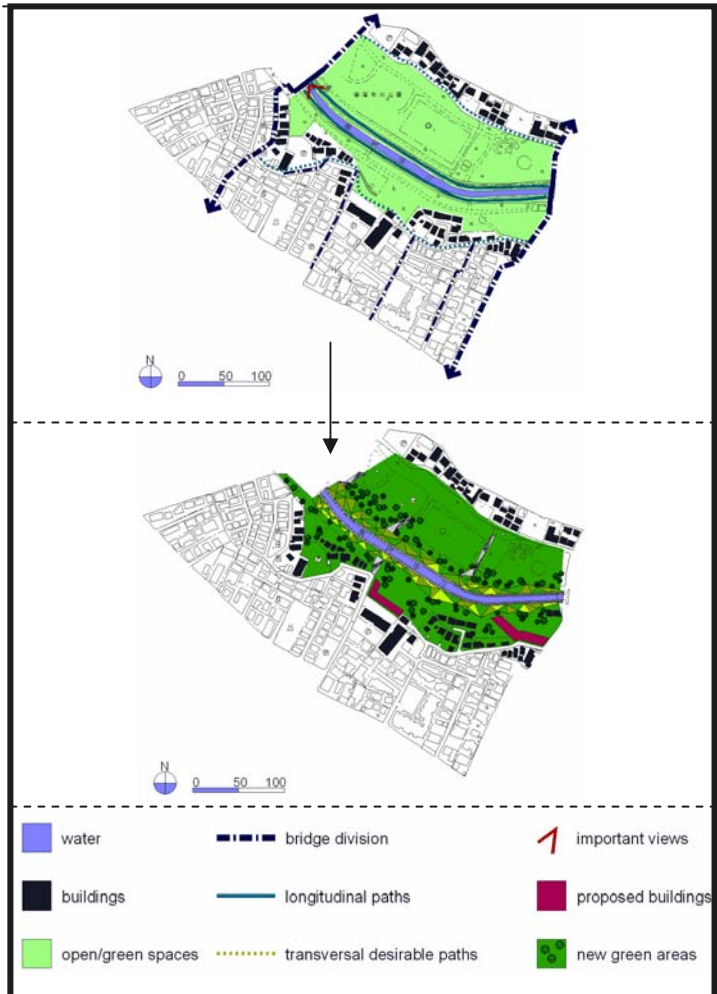 N
0 50 100
N
0 50 100
water
bridge division
important views
buildings
longitudinal paths
proposed buildings
open/green spaces
transversal desirable paths
new green areas